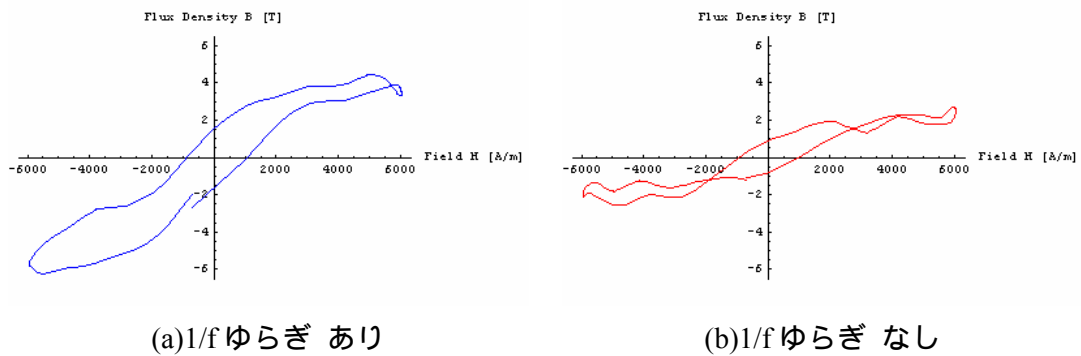 Flux Density B [T]
6
4
2
-6000 -4000 -2000 2000 4000 6000 Field H [A/m]
-2
-4
-6
(a)1/f ゆらぎ あり
Flux Density B [T]
6
4
2
-6000 -4000 -2000 2000 4000 6000 Field H [A/m]
-2
-4
-6
(b)1/f ゆらぎ なし